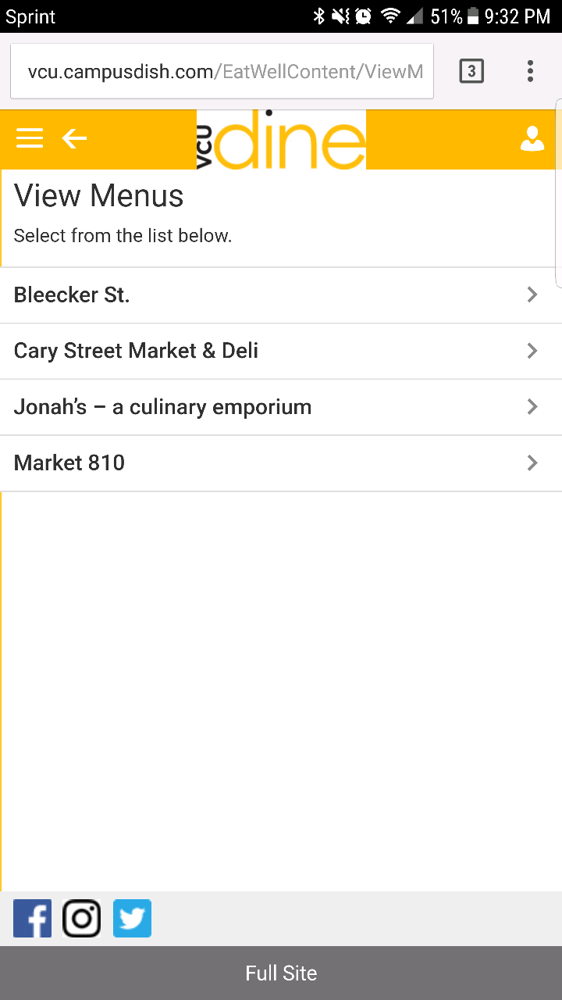 Sprint 51% 9:32 PM
vcu.campusdish.com/EatWellContent/ViewM 3
vcu dine
View Menus
Select from the list below.
Bleecker St.
Cary Street Market & Deli
Jonah’s – a culinary emporium
Market 810
Full Site